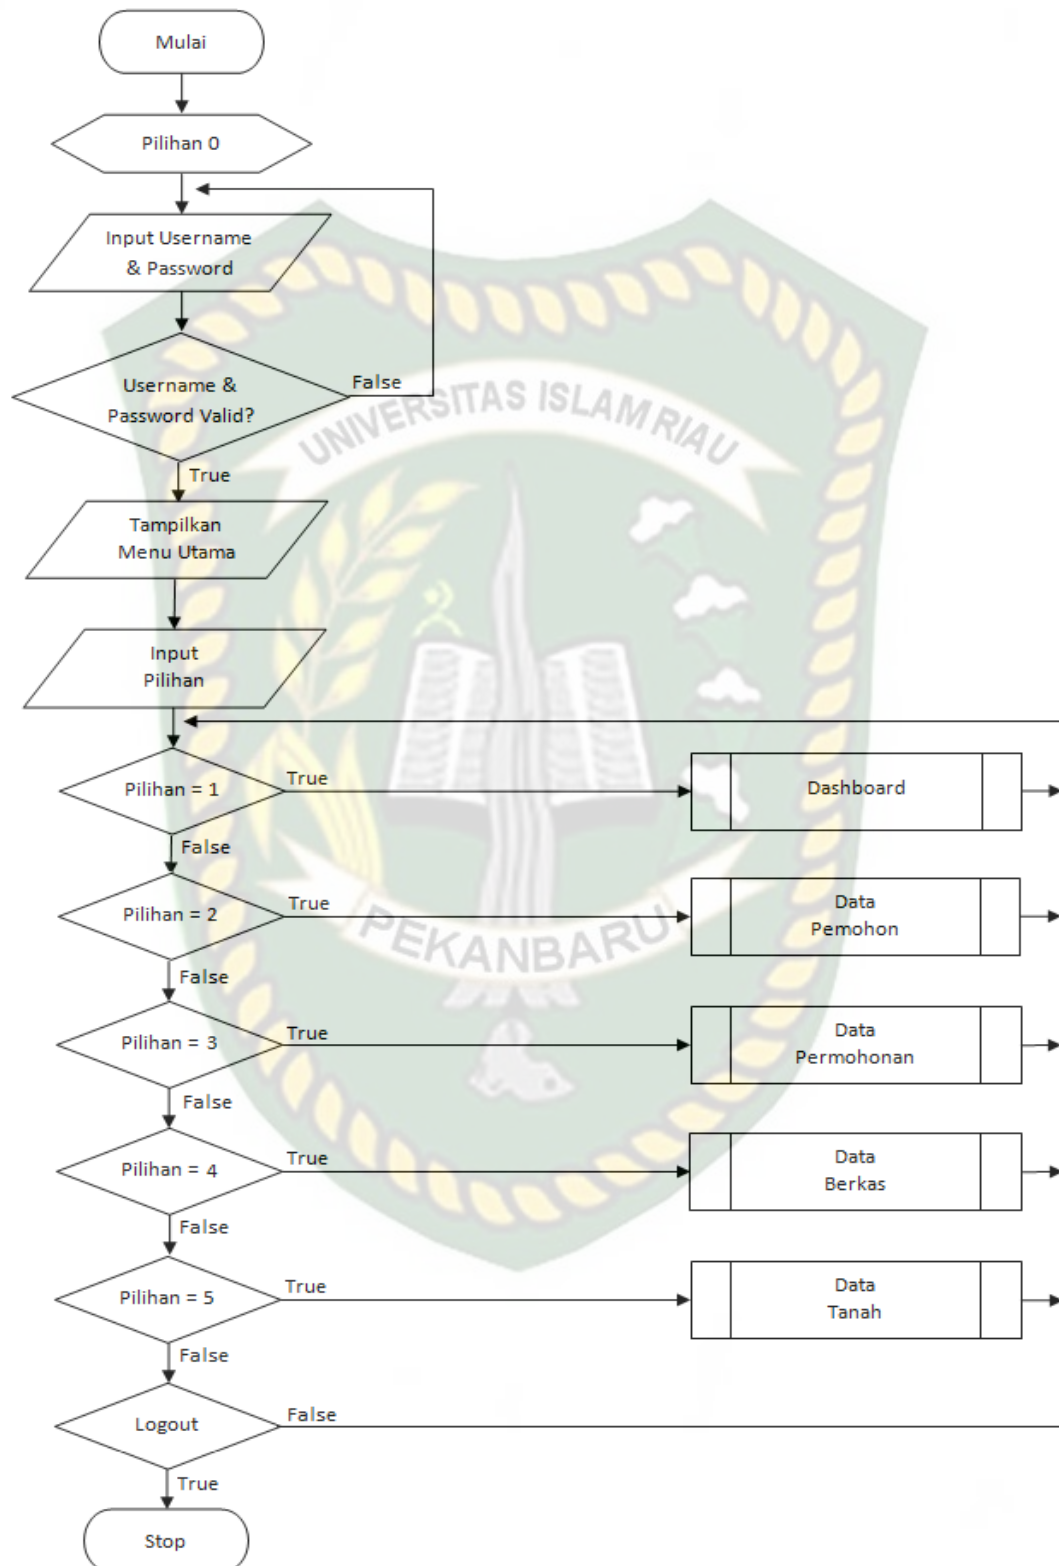 Mulai
Pilihan 0
Input Username
& Password
Username &
Password Valid?
False
True
Tampilkan
Menu Utama
Input
Pilihan
Pilihan = 1
True
Dashboard
False
Pilihan = 2
True
Data
Pemohon
False
Pilihan = 3
True
Data
Permohonan
False
Pilihan = 4
True
Data
Berkas
False
Pilihan = 5
True
Data
Tanah
False
Logout
False
True
Stop
UNIVERSITAS ISLAM RIAU
PEKANBARU